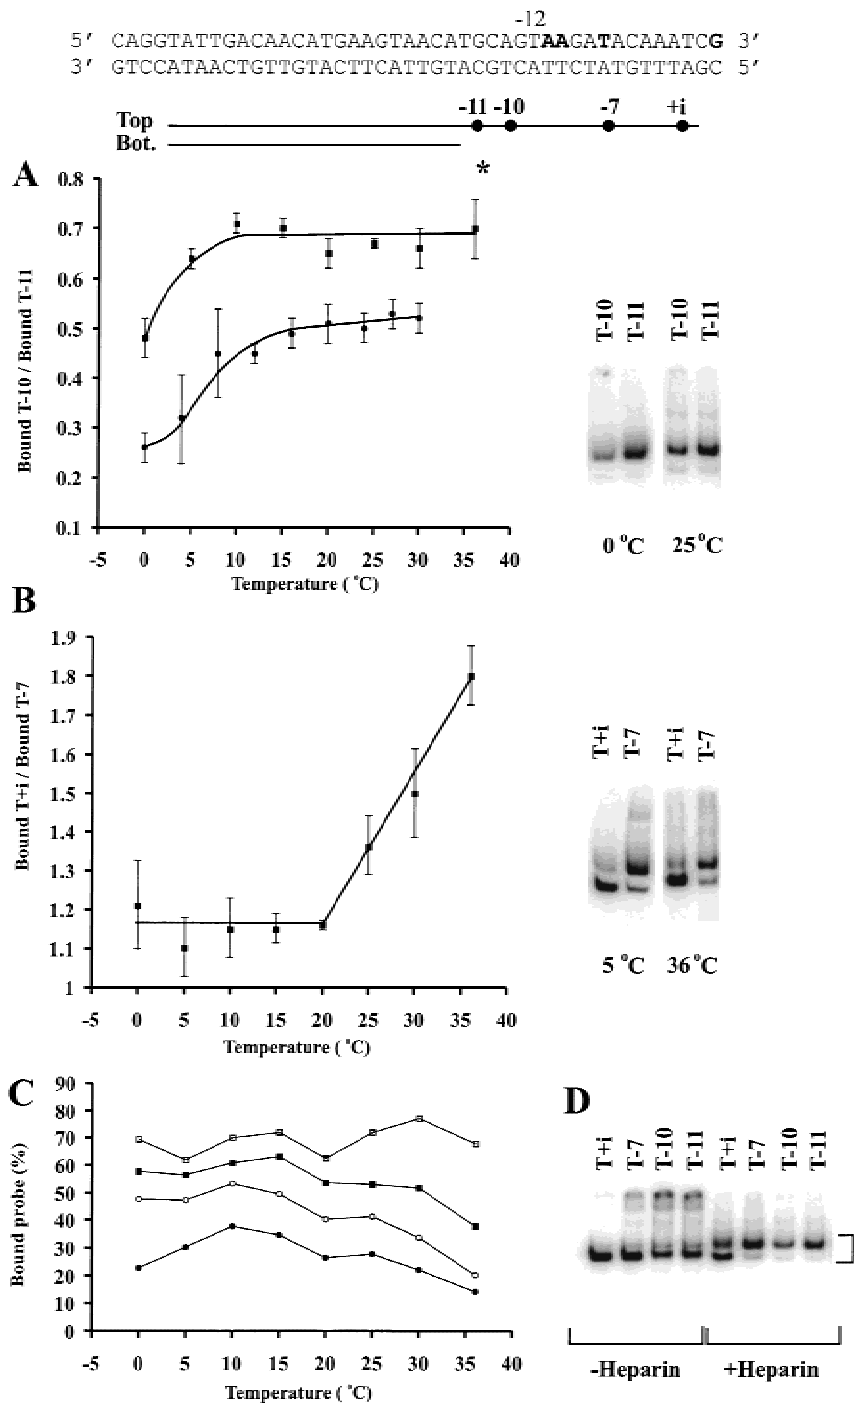 -12
5′ CAGGTATTGACAACATGAAGTAACATGCAGTAAGATACAAATCG 3′
3′ GTCCATAACTGTTGTACTTCATTGTACGTCATTCTATGTTTAGC 5′
-11 -10 -7 +i
Top
Bot.
A
*
0.8
0.7
0.6
0.5
0.4
0.3
0.2
0.1
Bound T-10 / Bound T-11
-5 0 5 10 15 20 25 30 35 40
Temperature ( °C)
T-10 T-11 T-10 T-11
0 °C 25 °C
B
1.9
1.8
1.7
1.6
1.5
1.4
1.3
1.2
1.1
1
Bound T+i / Bound T-7
-5 0 5 10 15 20 25 30 35 40
Temperature ( °C)
T+i T-7 T+i T-7
5 °C 36 °C
C
90
80
70
60
50
40
30
20
10
0
Bound probe (%)
-5 0 5 10 15 20 25 30 35 40
Temperature ( °C)
D
T+i T-7 T-10 T-11 T+i T-7 T-10 T-11
-Heparin +Heparin